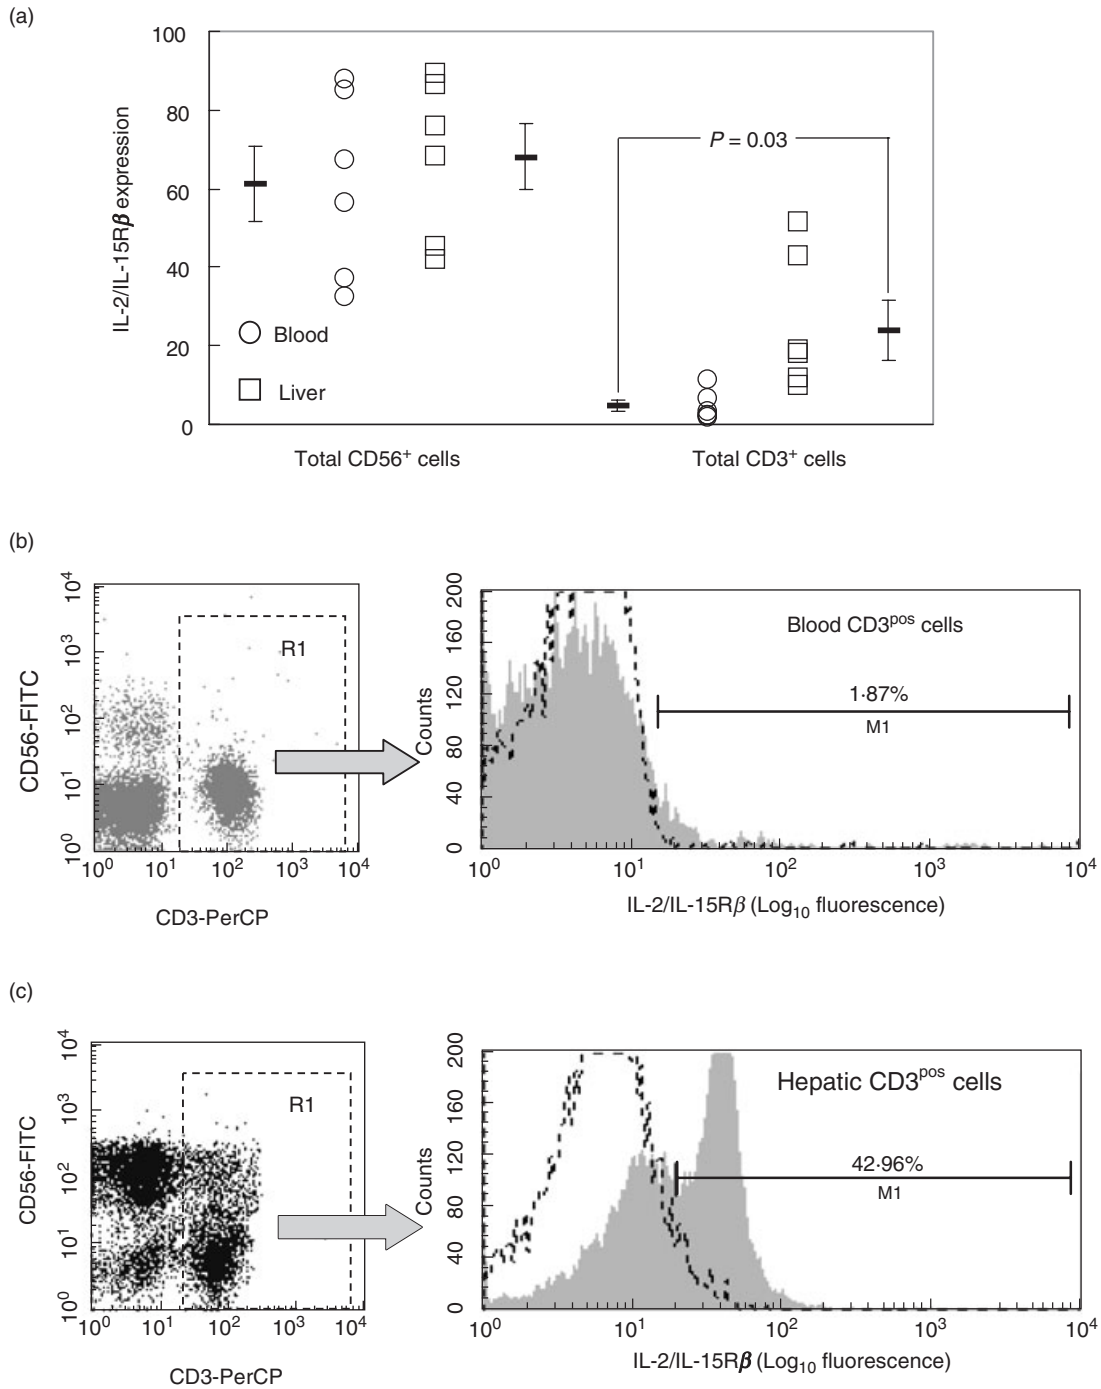 (a)
100
80
60
40
20
0
IL-2/IL-15Rβ expression
P = 0.03
Blood
Liver
Total CD56⁺ cells
Total CD3⁺ cells
(b)
10⁴
10³
10²
10¹
10⁰
CD56-FITC
R1
10⁰ 10¹ 10² 10³ 10⁴
CD3-PerCP
200
160
120
80
40
0
Counts
Blood CD3ᵖᵒˢ cells
1·87%
M1
10⁰ 10¹ 10² 10³ 10⁴
IL-2/IL-15Rβ (Log₁₀ fluorescence)
(c)
10⁴
10³
10²
10¹
10⁰
CD56-FITC
R1
10⁰ 10¹ 10² 10³ 10⁴
CD3-PerCP
200
160
120
80
40
0
Counts
Hepatic CD3ᵖᵒˢ cells
42·96%
M1
10⁰ 10¹ 10² 10³ 10⁴
IL-2/IL-15Rβ (Log₁₀ fluorescence)